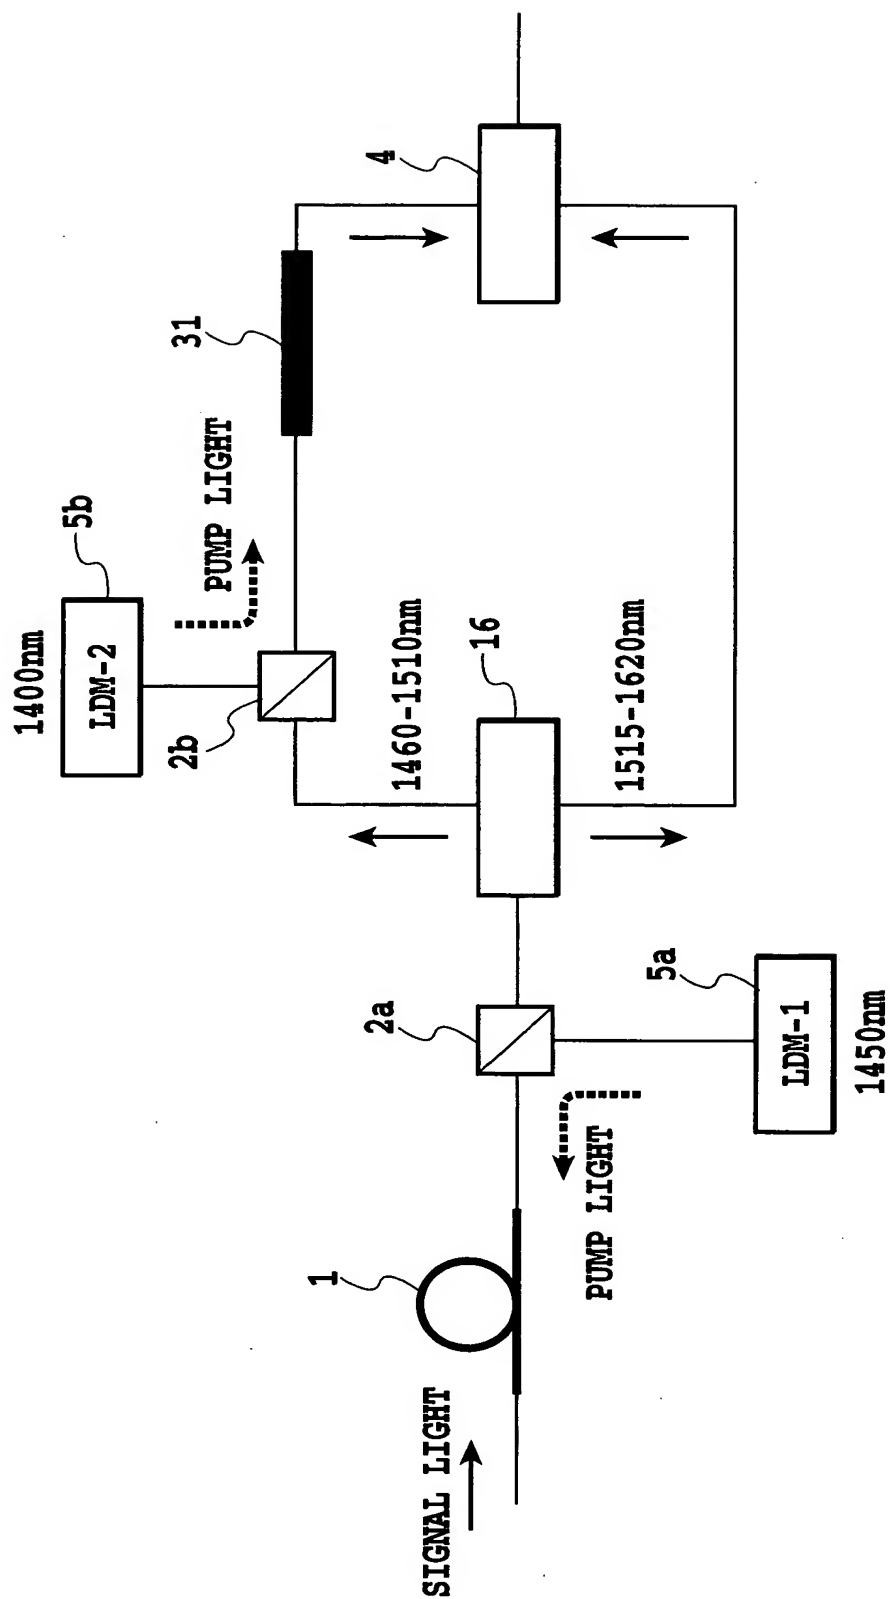 1400nm
LDM-2
5b
2b
PUMP LIGHT
31
4
1460-1510nm
16
1515-1620nm
2a
5a
LDM-1
1450nm
1
PUMP LIGHT
SIGNAL LIGHT